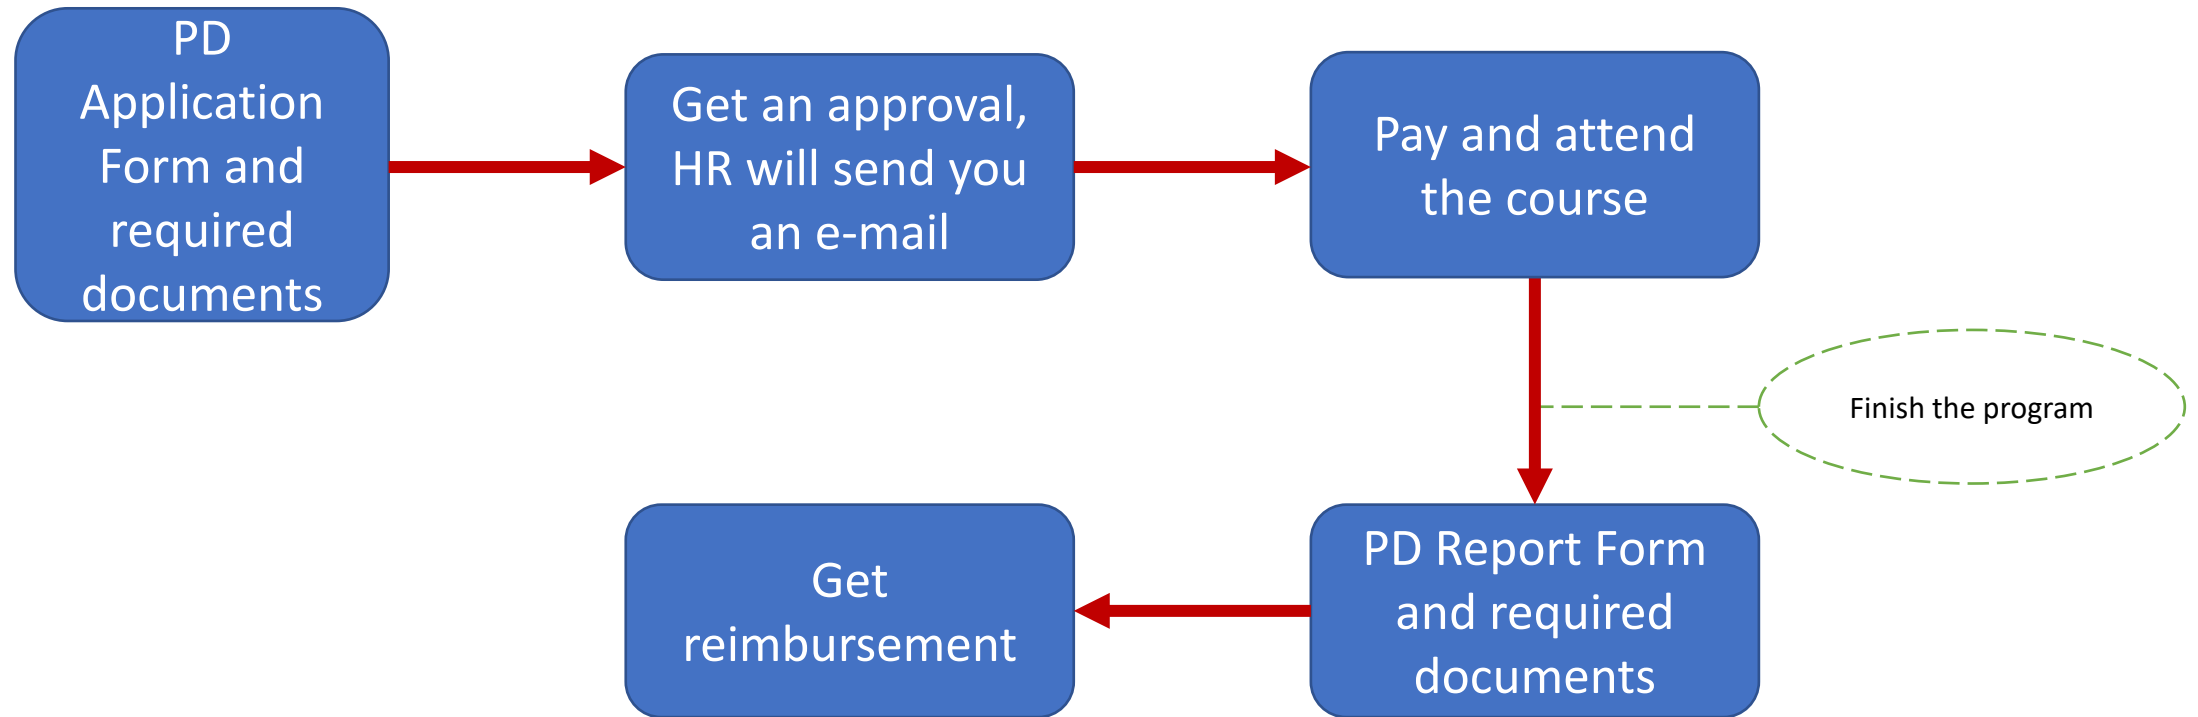 PD
Application
Form and
required
documents
Get an approval,
HR will send you
an e-mail
Pay and attend
the course
Finish the program
PD Report Form
and required
documents
Get
reimbursement